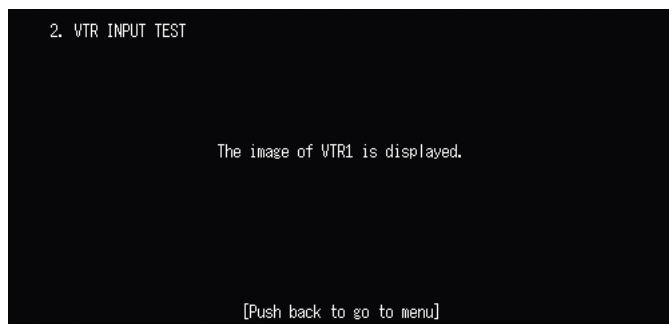 2. VTR INPUT TEST
The image of VTR1 is displayed.
[Push back to go to menu]